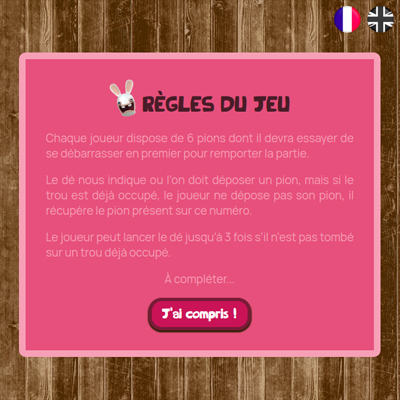 RÈGLES DU JEU
Chaque joueur dispose de 6 pions dont il devra essayer de
se débarrasser en premier pour remporter la partie.
Le dé nous indique ou l'on doit déposer un pion, mais si le
trou est déjà occupé, le joueur ne dépose pas son pion, il
récupère le pion présent sur ce numéro.
Le joueur peut lancer le dé jusqu'à 3 fois s'il n'est pas tombé
sur un trou déjà occupé.
À compléter...
J'ai compris !